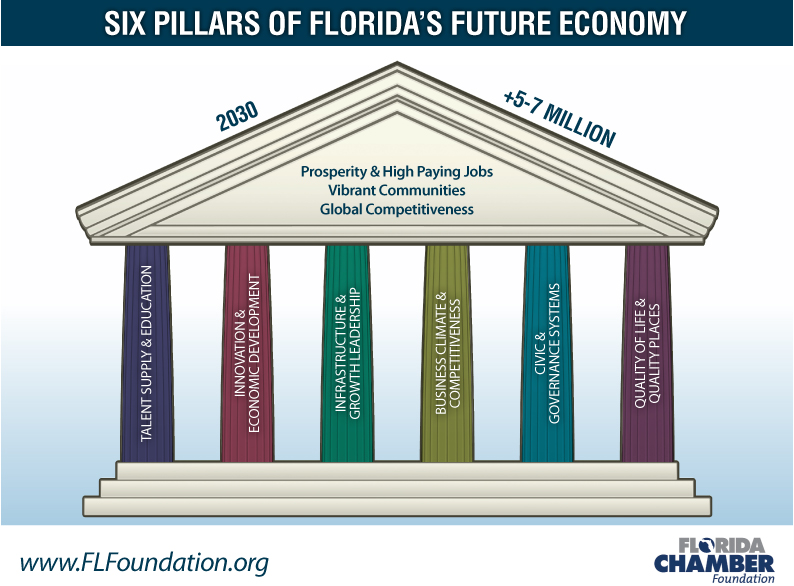 SIX PILLARS OF FLORIDA'S FUTURE ECONOMY
2030
+5-7 MILLION
Prosperity & High Paying Jobs
Vibrant Communities
Global Competitiveness
TALENT SUPPLY & EDUCATION
INNOVATION &
ECONOMIC DEVELOPMENT
INFRASTRUCTURE &
GROWTH LEADERSHIP
BUSINESS CLIMATE &
COMPETITIVENESS
CIVIC &
GOVERNANCE SYSTEMS
QUALITY OF LIFE &
QUALITY PLACES
www.FLFoundation.org
FLORIDA
CHAMBER
Foundation